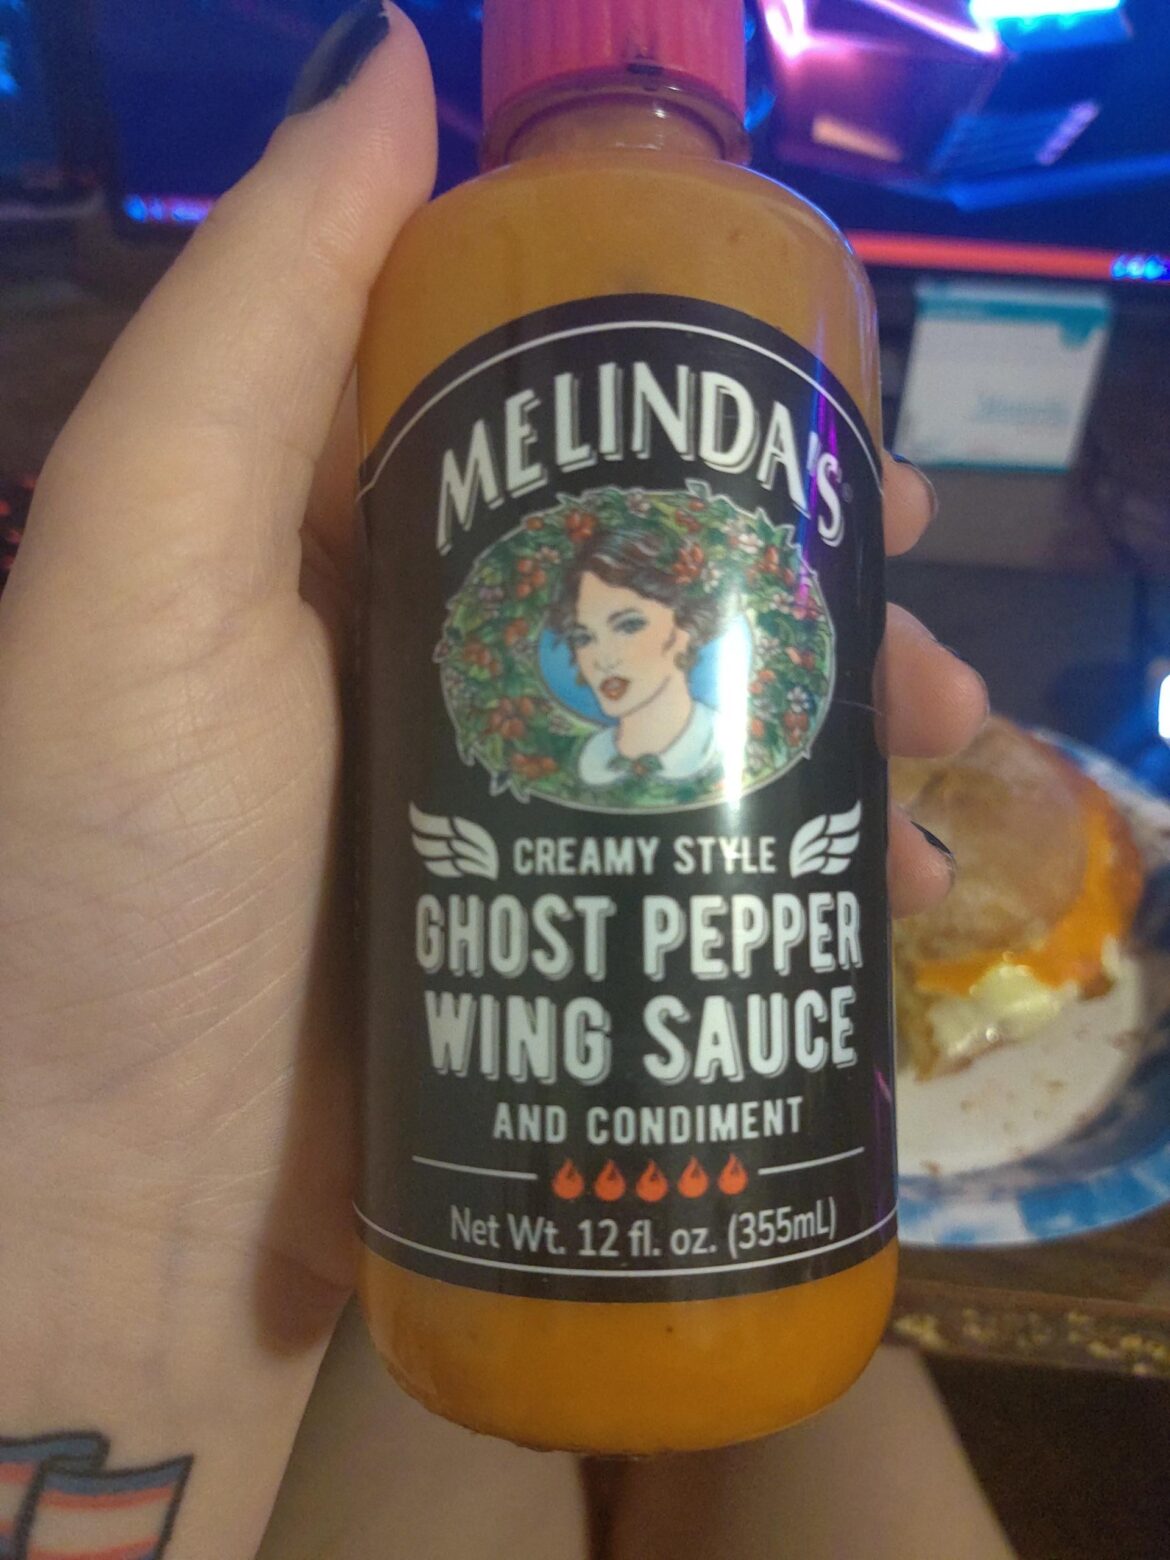 MELINDA'S
CREAMY STYLE
GHOST PEPPER
WING SAUCE
AND CONDIMENT
Net Wt. 12 fl. oz. (355mL)